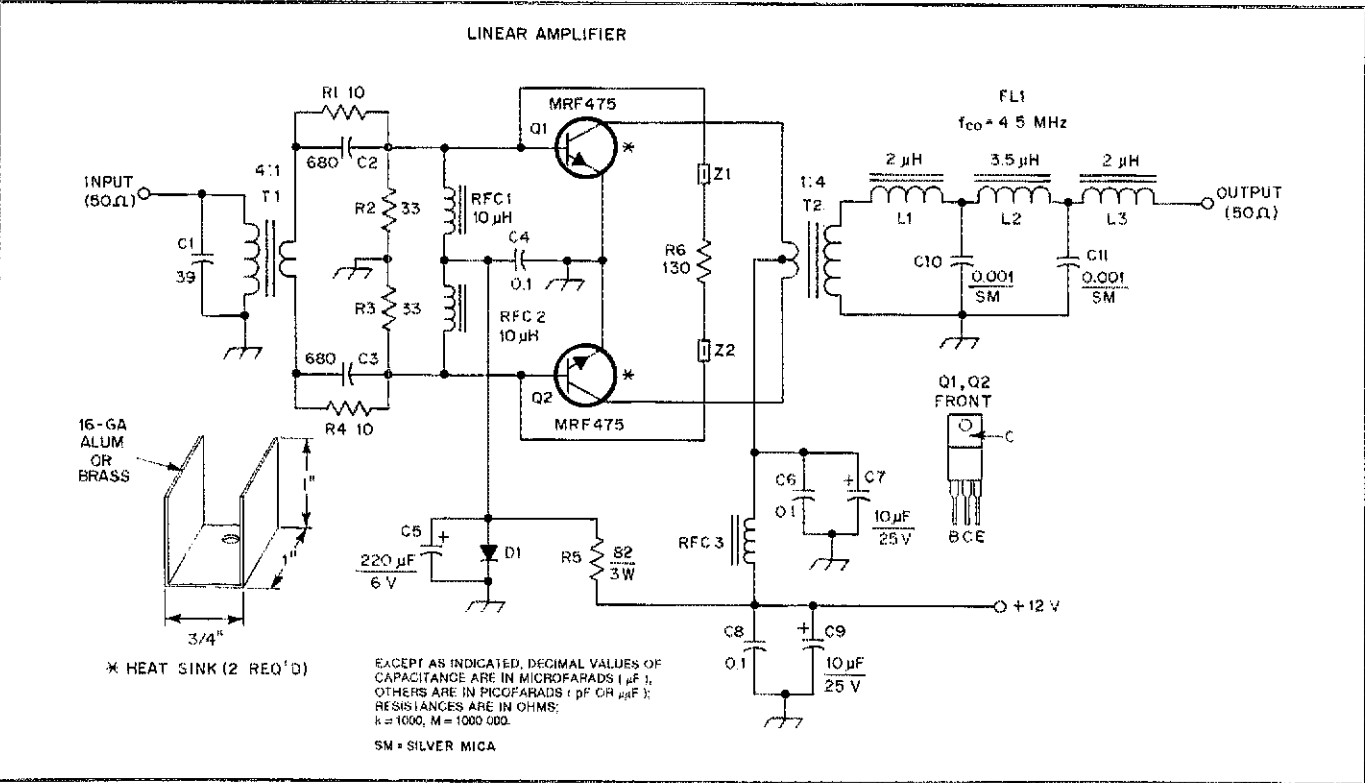 LINEAR AMPLIFIER
R1 10
680 C2
4:1
T1
INPUT
(50Ω)
C1
39
R2 33
R3 33
680 C3
R4 10
RFC1
10 µH
C4
0.1
RFC 2
10 µH
MRF475
Q1
*
Q2
*
MRF475
Z1
R6
130
Z2
1:4
T2
FL1
fco = 4 5 MHz
2 µH
3.5 µH
2 µH
L1
L2
L3
OUTPUT
(50Ω)
C10
0.001
SM
C11
0.001
SM
Q1, Q2
FRONT
C
BCE
16-GA
ALUM
OR
BRASS
1"
1"
3/4"
* HEAT SINK (2 REQ'D)
C5
+
220 µF
6 V
D1
R5
82
3W
RFC 3
C6
0.1
+ C7
10 µF
25 V
+12 V
C8
0.1
+ C9
10 µF
25 V
EXCEPT AS INDICATED, DECIMAL VALUES OF
CAPACITANCE ARE IN MICROFARADS ( µF ),
OTHERS ARE IN PICOFARADS ( pF OR µµF );
RESISTANCES ARE IN OHMS;
k = 1000, M = 1000 000.
SM = SILVER MICA